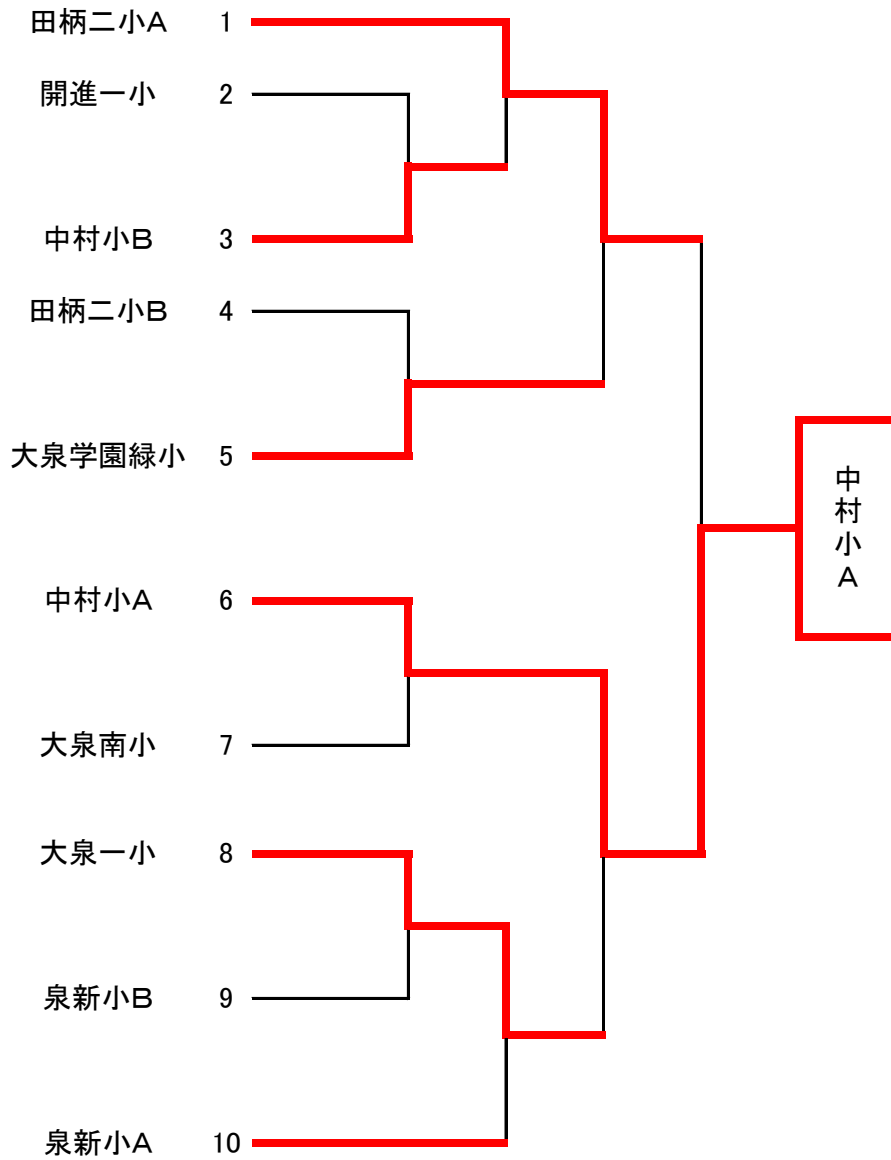 田柄二小A 1
開進一小 2
中村小B 3
田柄二小B 4
大泉学園緑小 5
中村小A 6
大泉南小 7
大泉一小 8
泉新小B 9
泉新小A 10
中村小A